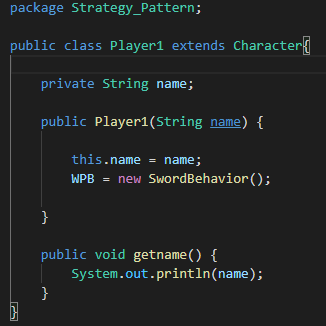 package Strategy_Pattern;
public class Player1 extends Character{
private String name;
public Player1(String name) {
this.name = name;
WPB = new SwordBehavior();
}
public void getname() {
System.out.println(name);
}
}